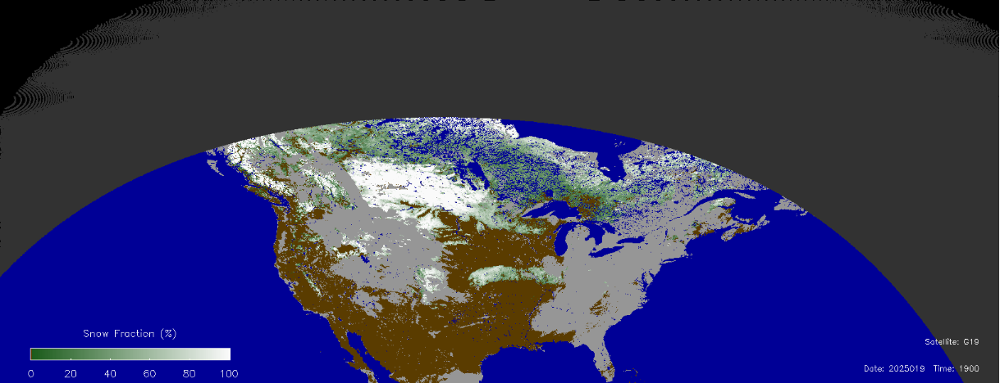 Snow Fraction (%)
0 20 40 60 80 100
Satellite: G19
Date: 2025019 Time: 1900